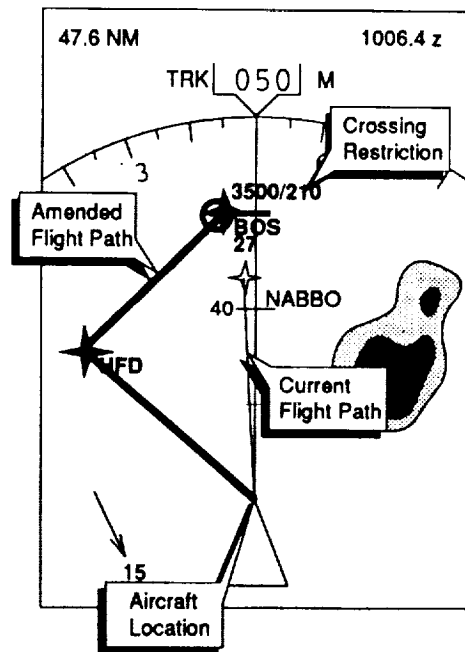 47.6 NM
1006.4 z
TRK 050 M
Crossing
Restriction
3
3500/210
Amended
Flight Path
BOS
27
40
NABBO
HFD
Current
Flight Path
15
Aircraft
Location